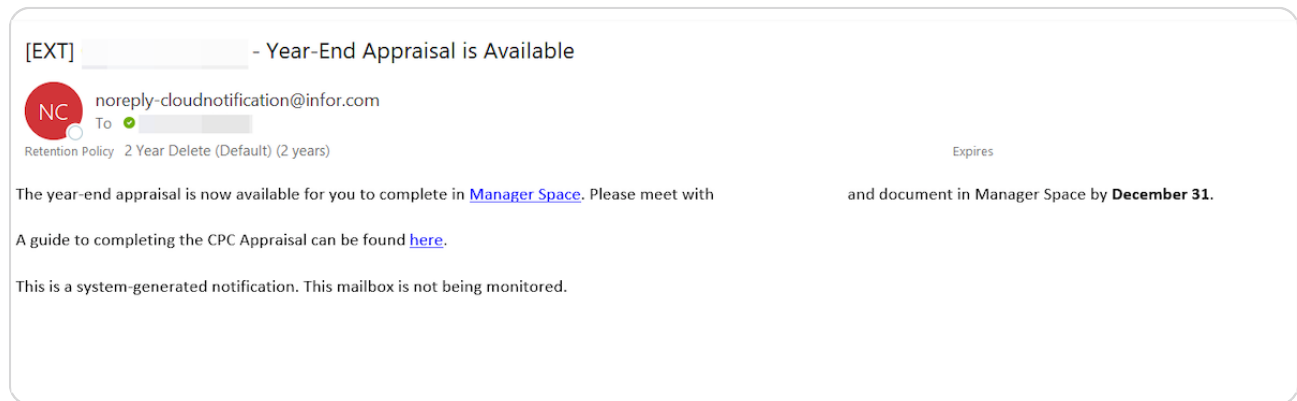 [EXT] - Year-End Appraisal is Available
NC
noreply-cloudnotification@infor.com
To
Retention Policy 2 Year Delete (Default) (2 years) Expires
The year-end appraisal is now available for you to complete in Manager Space. Please meet with and document in Manager Space by December 31.
A guide to completing the CPC Appraisal can be found here.
This is a system-generated notification. This mailbox is not being monitored.